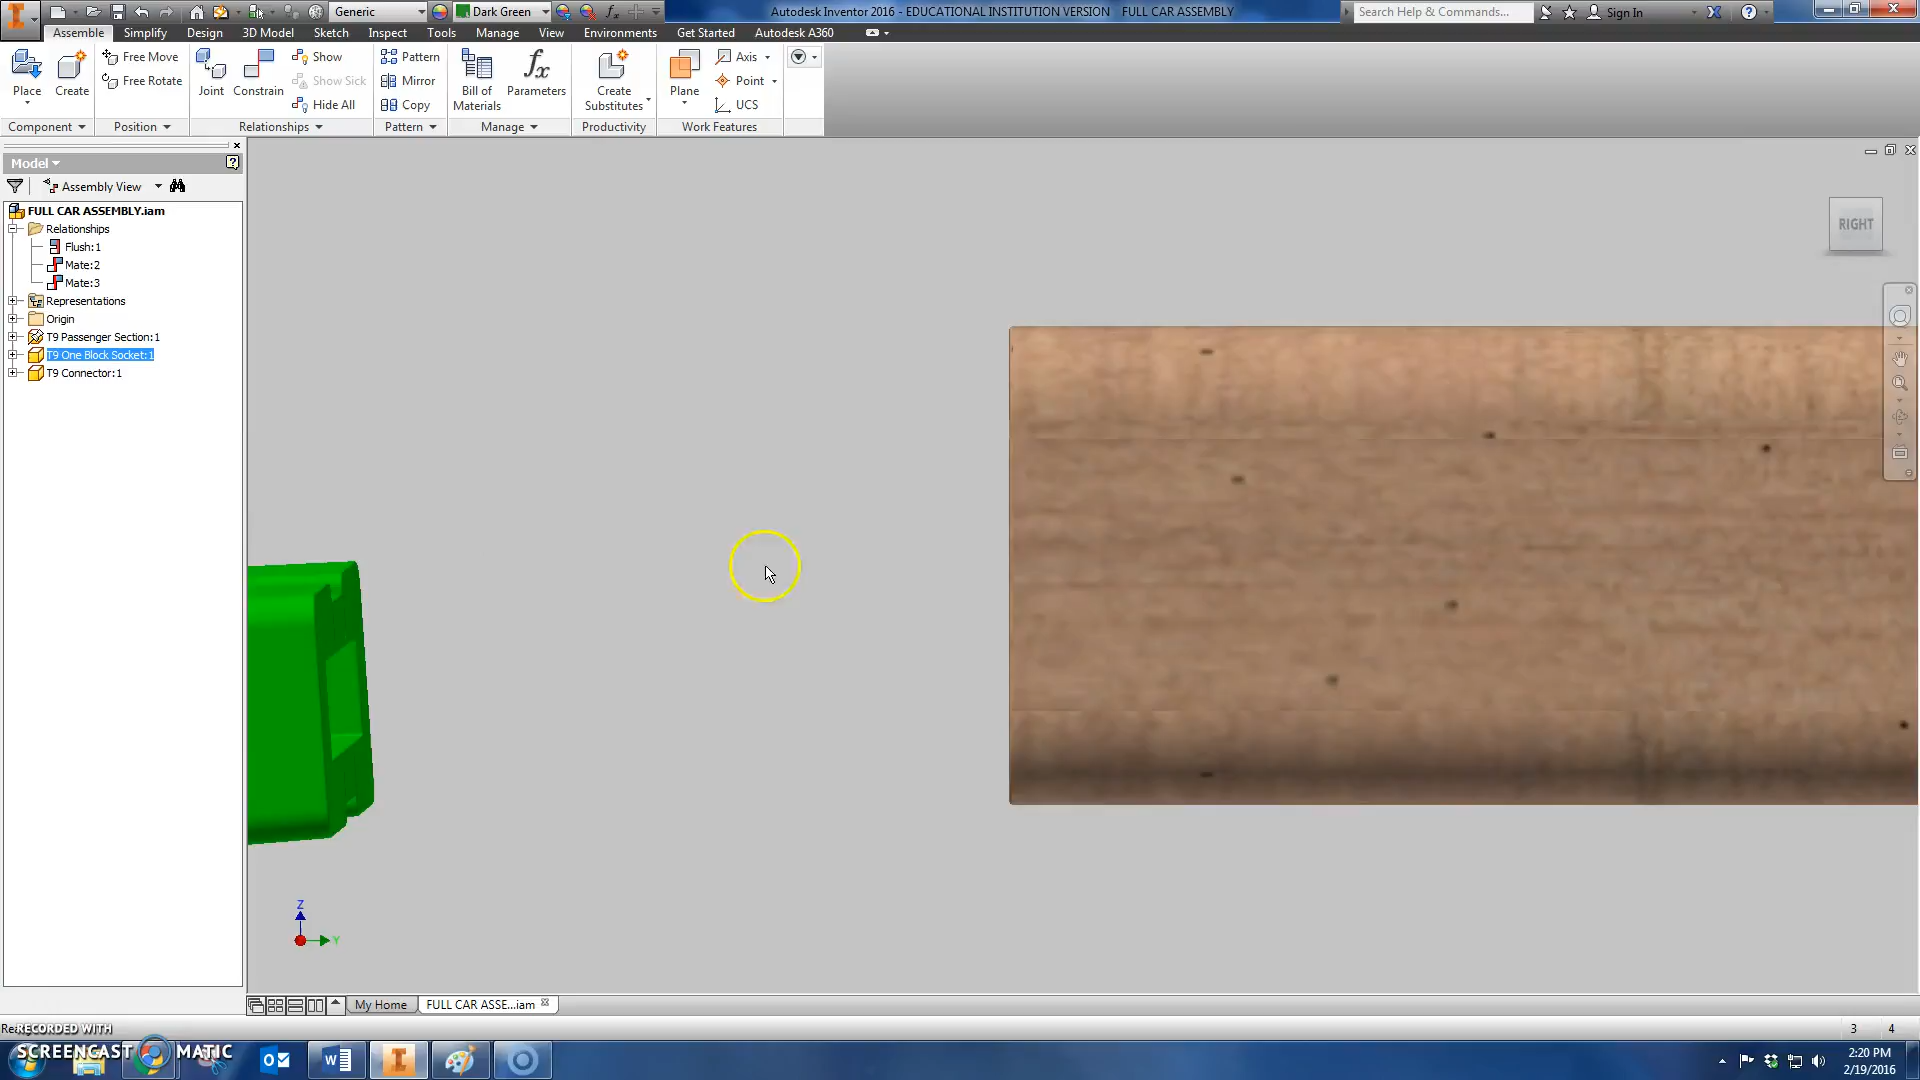 Generic
Dark Green
Autodesk Inventor 2016 - EDUCATIONAL INSTITUTION VERSION FULL CAR ASSEMBLY
Search Help & Commands...
Sign In
Assemble Simplify Design 3D Model Sketch Inspect Tools Manage View Environments Get Started Autodesk A360
Place
Create
Free Move
Free Rotate
Joint
Constrain
Show
Show Sick
Hide All
Pattern
Mirror
Copy
Bill of
Materials
Parameters
Create
Substitutes
Plane
Axis
Point
UCS
Component Position Relationships Pattern Manage Productivity Work Features
Model
Assembly View
FULL CAR ASSEMBLY.iam
Relationships
Flush:1
Mate:2
Mate:3
Representations
Origin
T9 Passenger Section:1
T9 One Block Socket:1
T9 Connector:1
RIGHT
Z
Y
My Home
FULL CAR ASSE...iam
RECORDED WITH
SCREENCAST MATIC
3 4
2:20 PM
2/19/2016